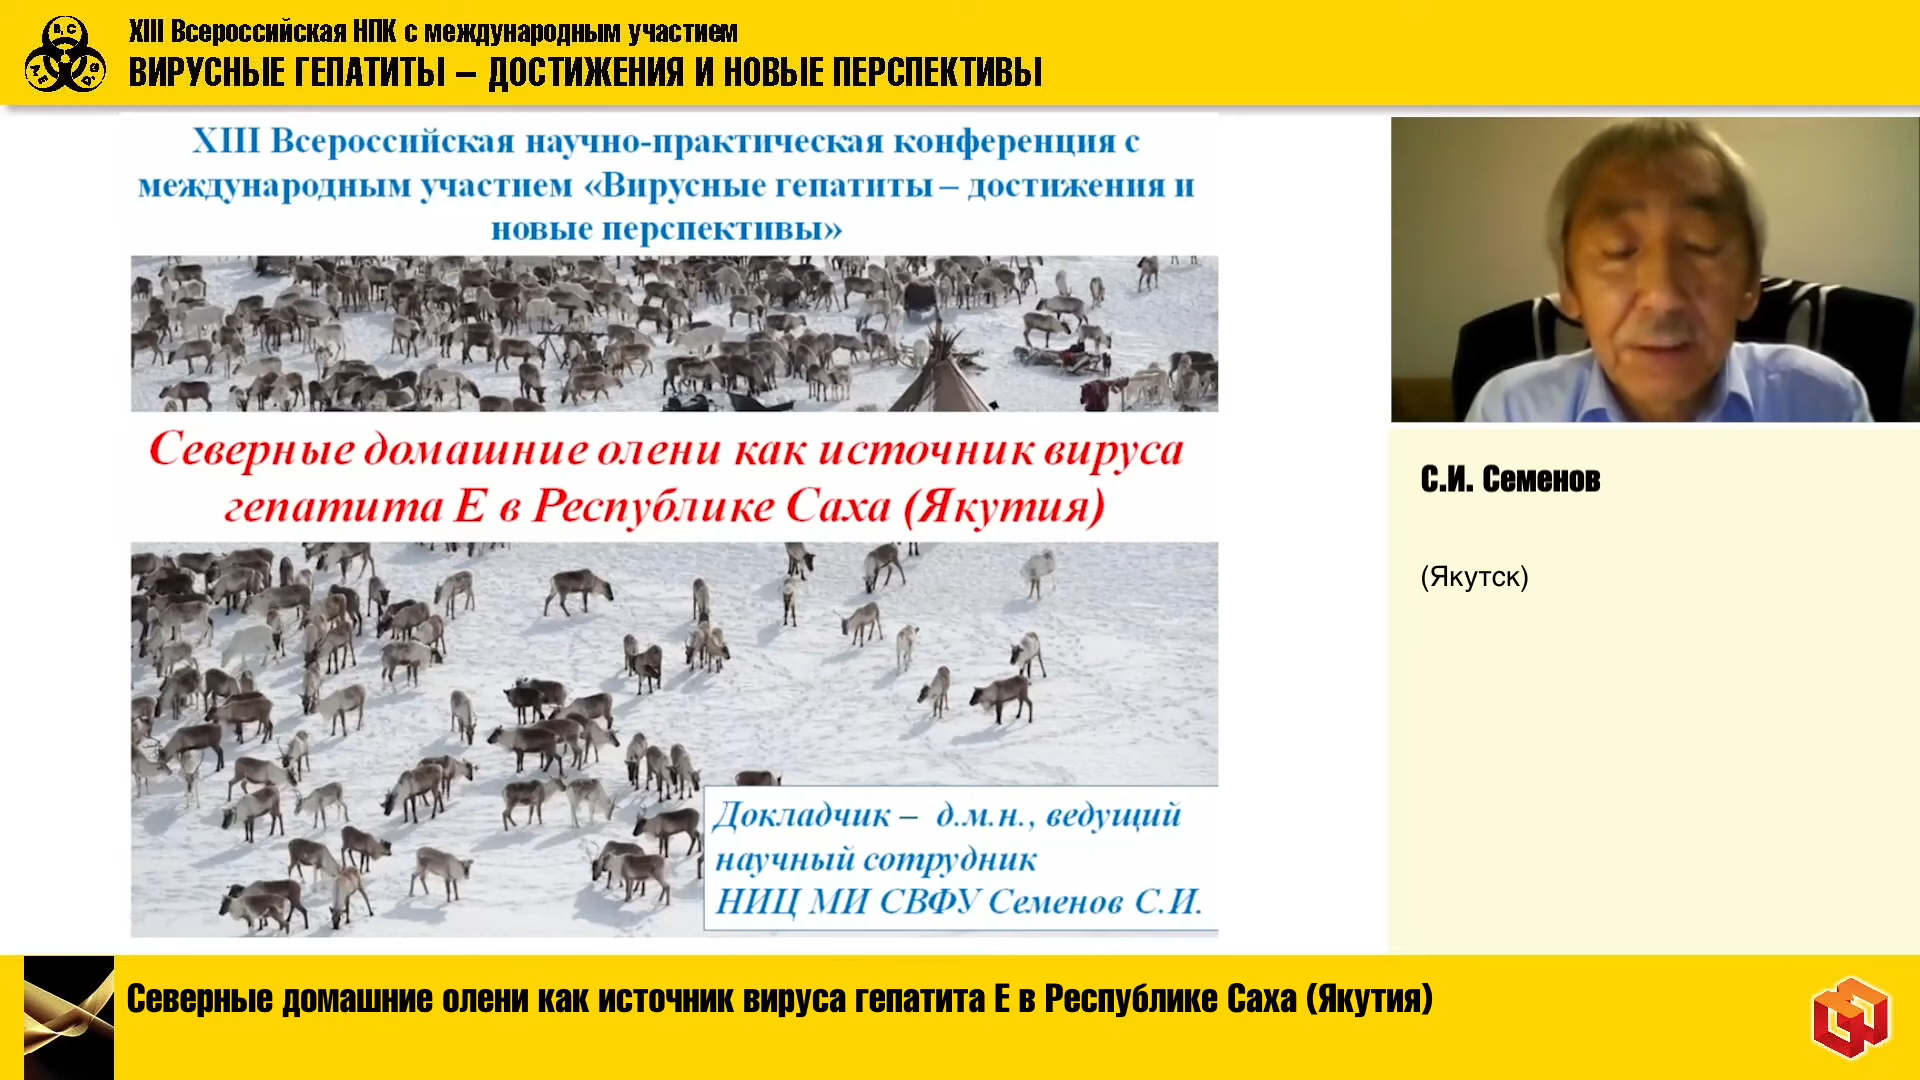 XIII Всероссийская НПК с международным участием
ВИРУСНЫЕ ГЕПАТИТЫ – ДОСТИЖЕНИЯ И НОВЫЕ ПЕРСПЕКТИВЫ
XIII Всероссийская научно-практическая конференция с
международным участием «Вирусные гепатиты – достижения и
новые перспективы»
Северные домашние олени как источник вируса
гепатита Е в Республике Саха (Якутия)
Докладчик – д.м.н., ведущий
научный сотрудник
НИЦ МИ СВФУ Семенов С.И.
С.И. Семенов
(Якутск)
Северные домашние олени как источник вируса гепатита Е в Республике Саха (Якутия)